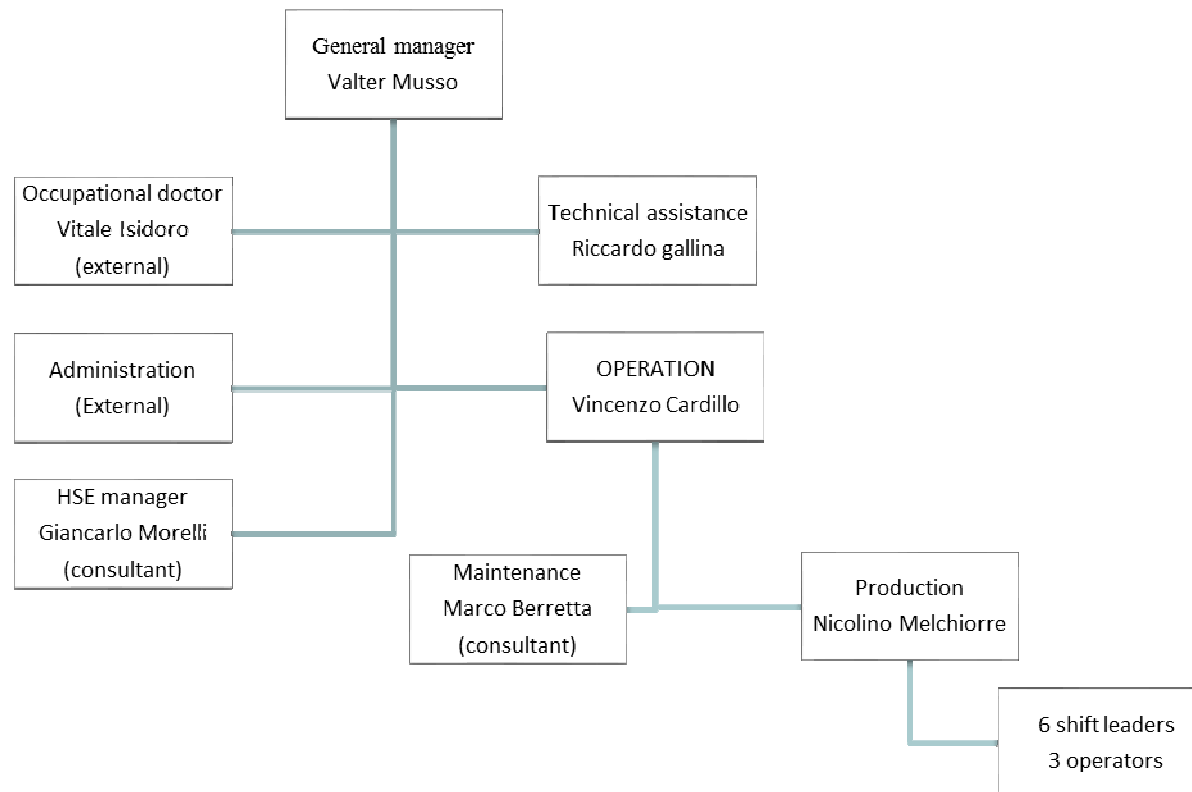 General manager
Valter Musso
Occupational doctor
Vitale Isidoro
(external)
Technical assistance
Riccardo gallina
Administration
(External)
OPERATION
Vincenzo Cardillo
HSE manager
Giancarlo Morelli
(consultant)
Maintenance
Marco Berretta
(consultant)
Production
Nicolino Melchiorre
6 shift leaders
3 operators